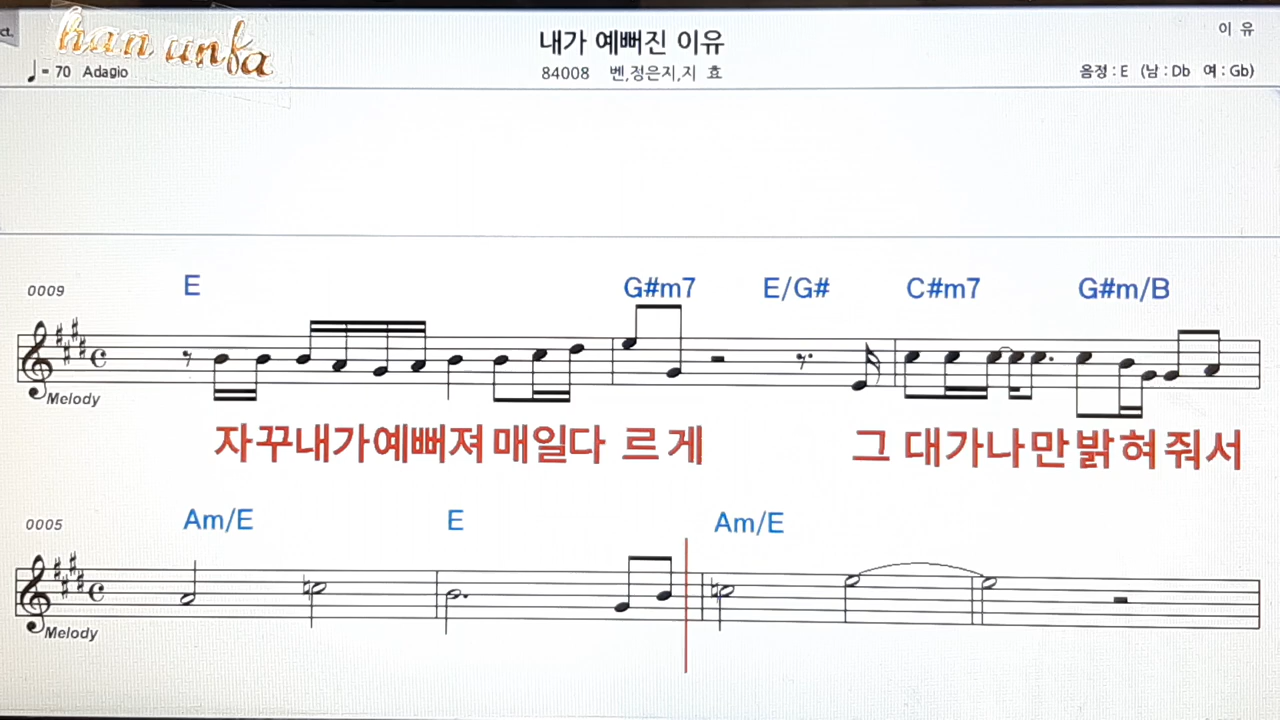 ct.
han unfa
내가 예뻐진 이유
이 유
♩= 70 Adagio
84008 벤,정은지,지 효
음정 : E (남 : Db 여 : Gb)
0009
E G#m7 E/G# C#m7 G#m/B
Melody
자꾸내가예뻐져 매일다 르 게 그 대가나만밝혀줘서
0005
Am/E E Am/E
Melody